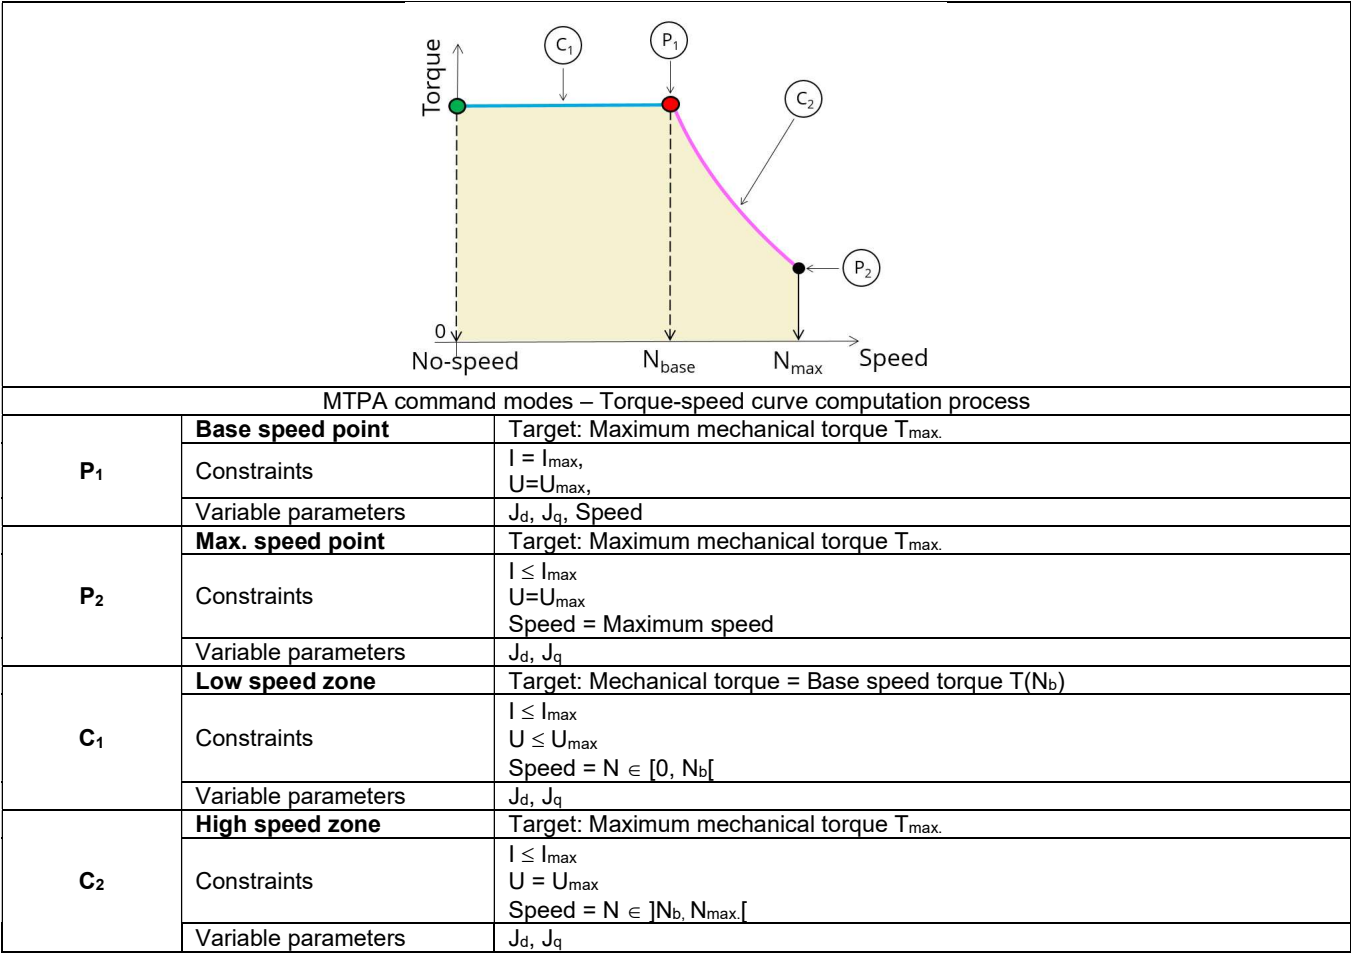 Torque
C1
P1
C2
P2
0
No-speed
Nbase
Nmax
Speed
MTPA command modes – Torque-speed curve computation process
P1
Base speed point
Target: Maximum mechanical torque Tmax.
Constraints
I = Imax,
U=Umax,
Variable parameters
Jd, Jq, Speed
P2
Max. speed point
Target: Maximum mechanical torque Tmax.
Constraints
I ≤ Imax
U=Umax
Speed = Maximum speed
Variable parameters
Jd, Jq
C1
Low speed zone
Target: Mechanical torque = Base speed torque T(Nb)
Constraints
I ≤ Imax
U ≤ Umax
Speed = N ∈ [0, Nb[
Variable parameters
Jd, Jq
C2
High speed zone
Target: Maximum mechanical torque Tmax.
Constraints
I ≤ Imax
U = Umax
Speed = N ∈ ]Nb, Nmax.[
Variable parameters
Jd, Jq